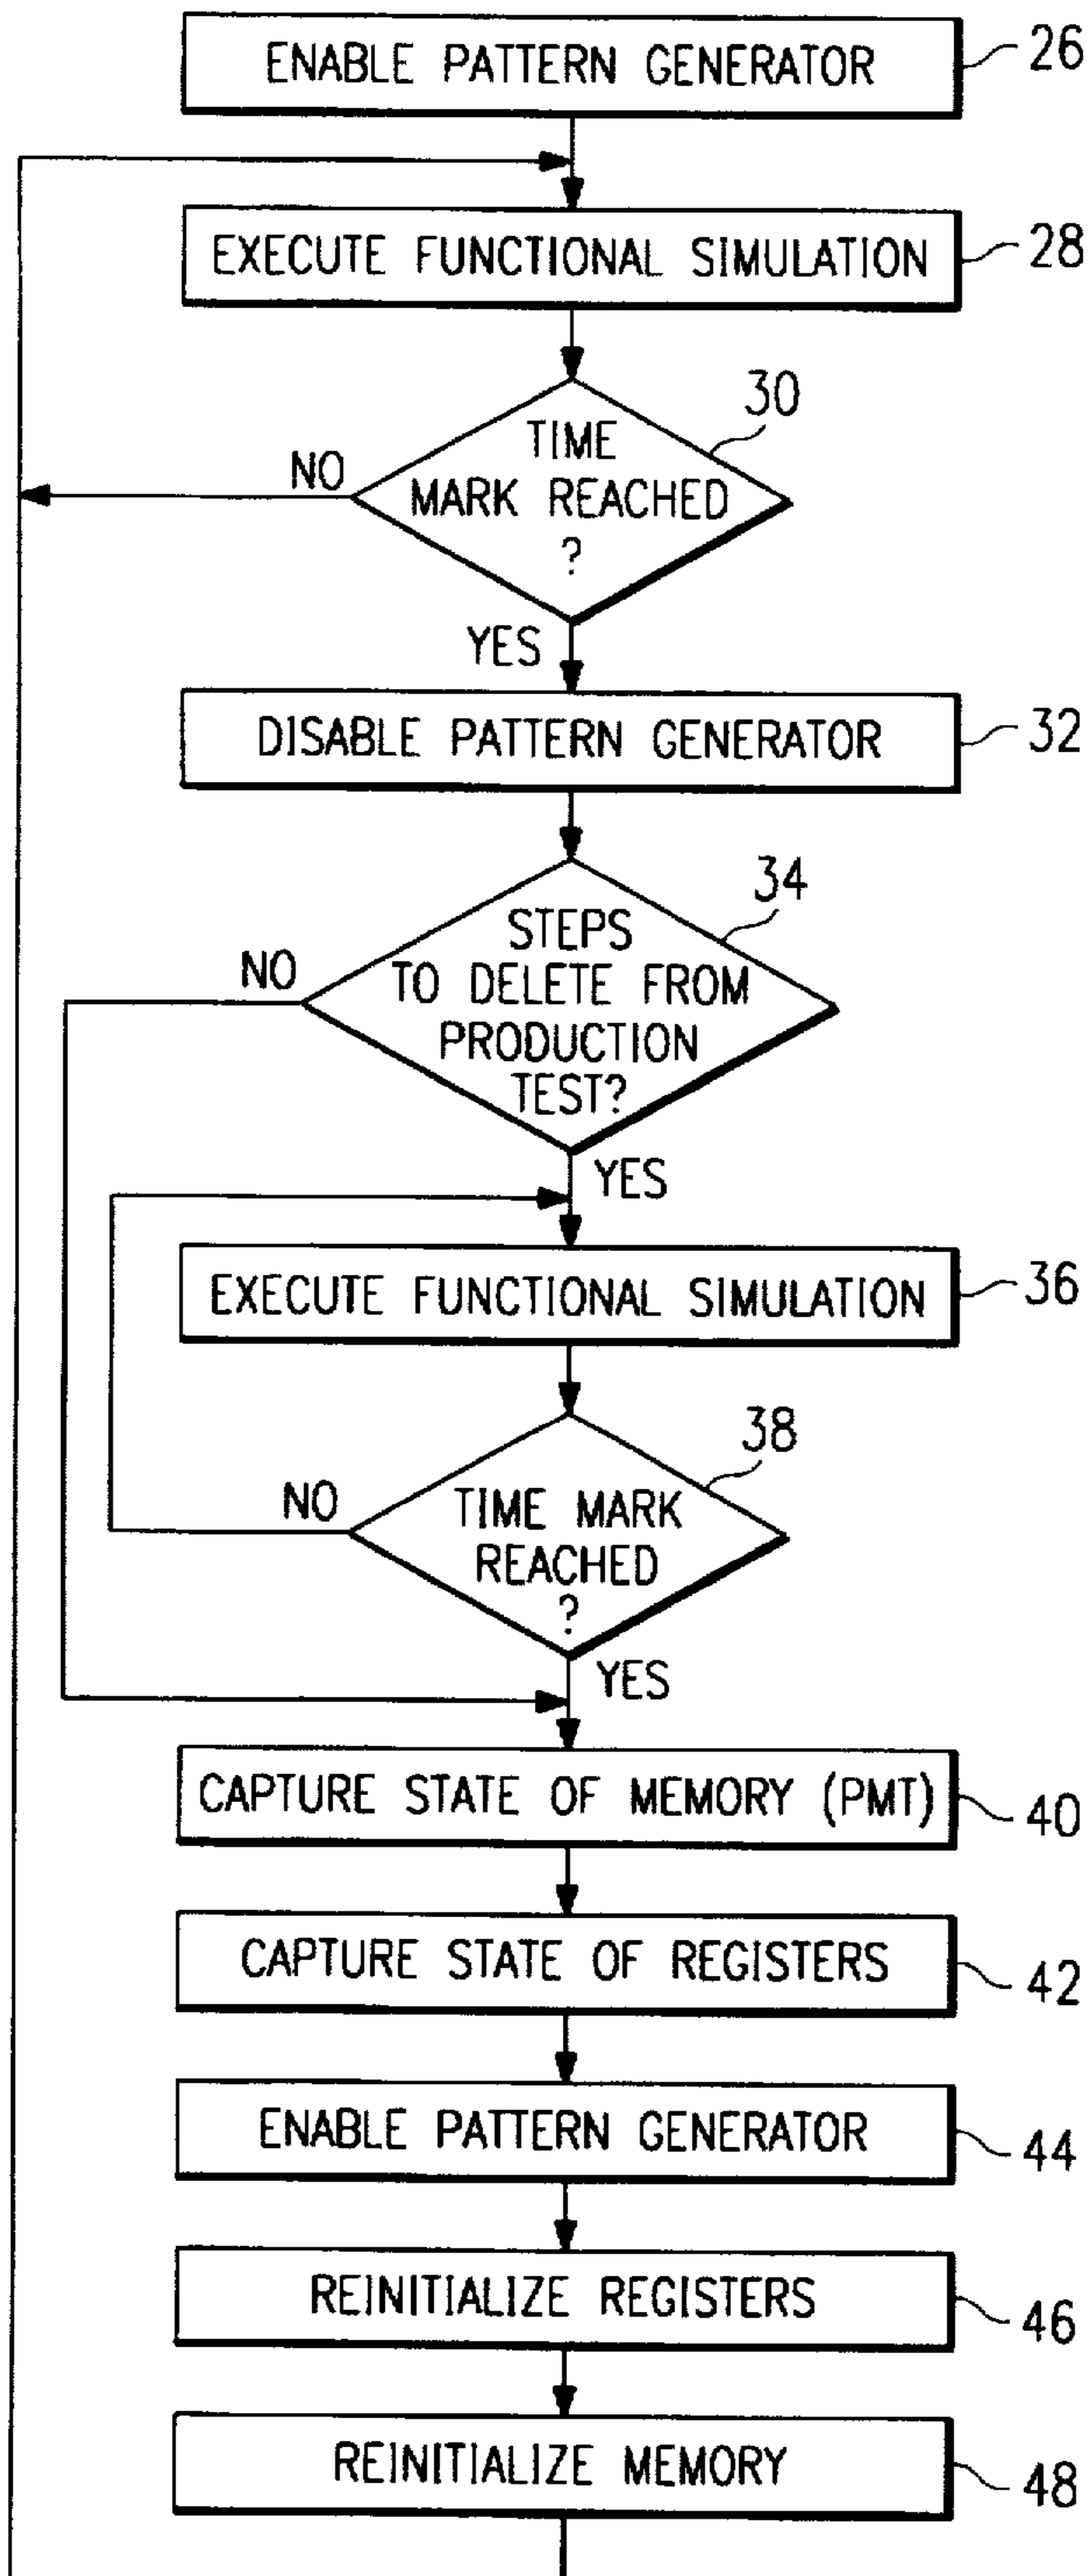 ENABLE PATTERN GENERATOR
26
EXECUTE FUNCTIONAL SIMULATION
28
30
TIME
MARK REACHED
?
NO
YES
DISABLE PATTERN GENERATOR
32
34
STEPS
TO DELETE FROM
PRODUCTION
TEST?
NO
YES
EXECUTE FUNCTIONAL SIMULATION
36
38
TIME MARK
REACHED
?
NO
YES
CAPTURE STATE OF MEMORY (PMT)
40
CAPTURE STATE OF REGISTERS
42
ENABLE PATTERN GENERATOR
44
REINITIALIZE REGISTERS
46
REINITIALIZE MEMORY
48